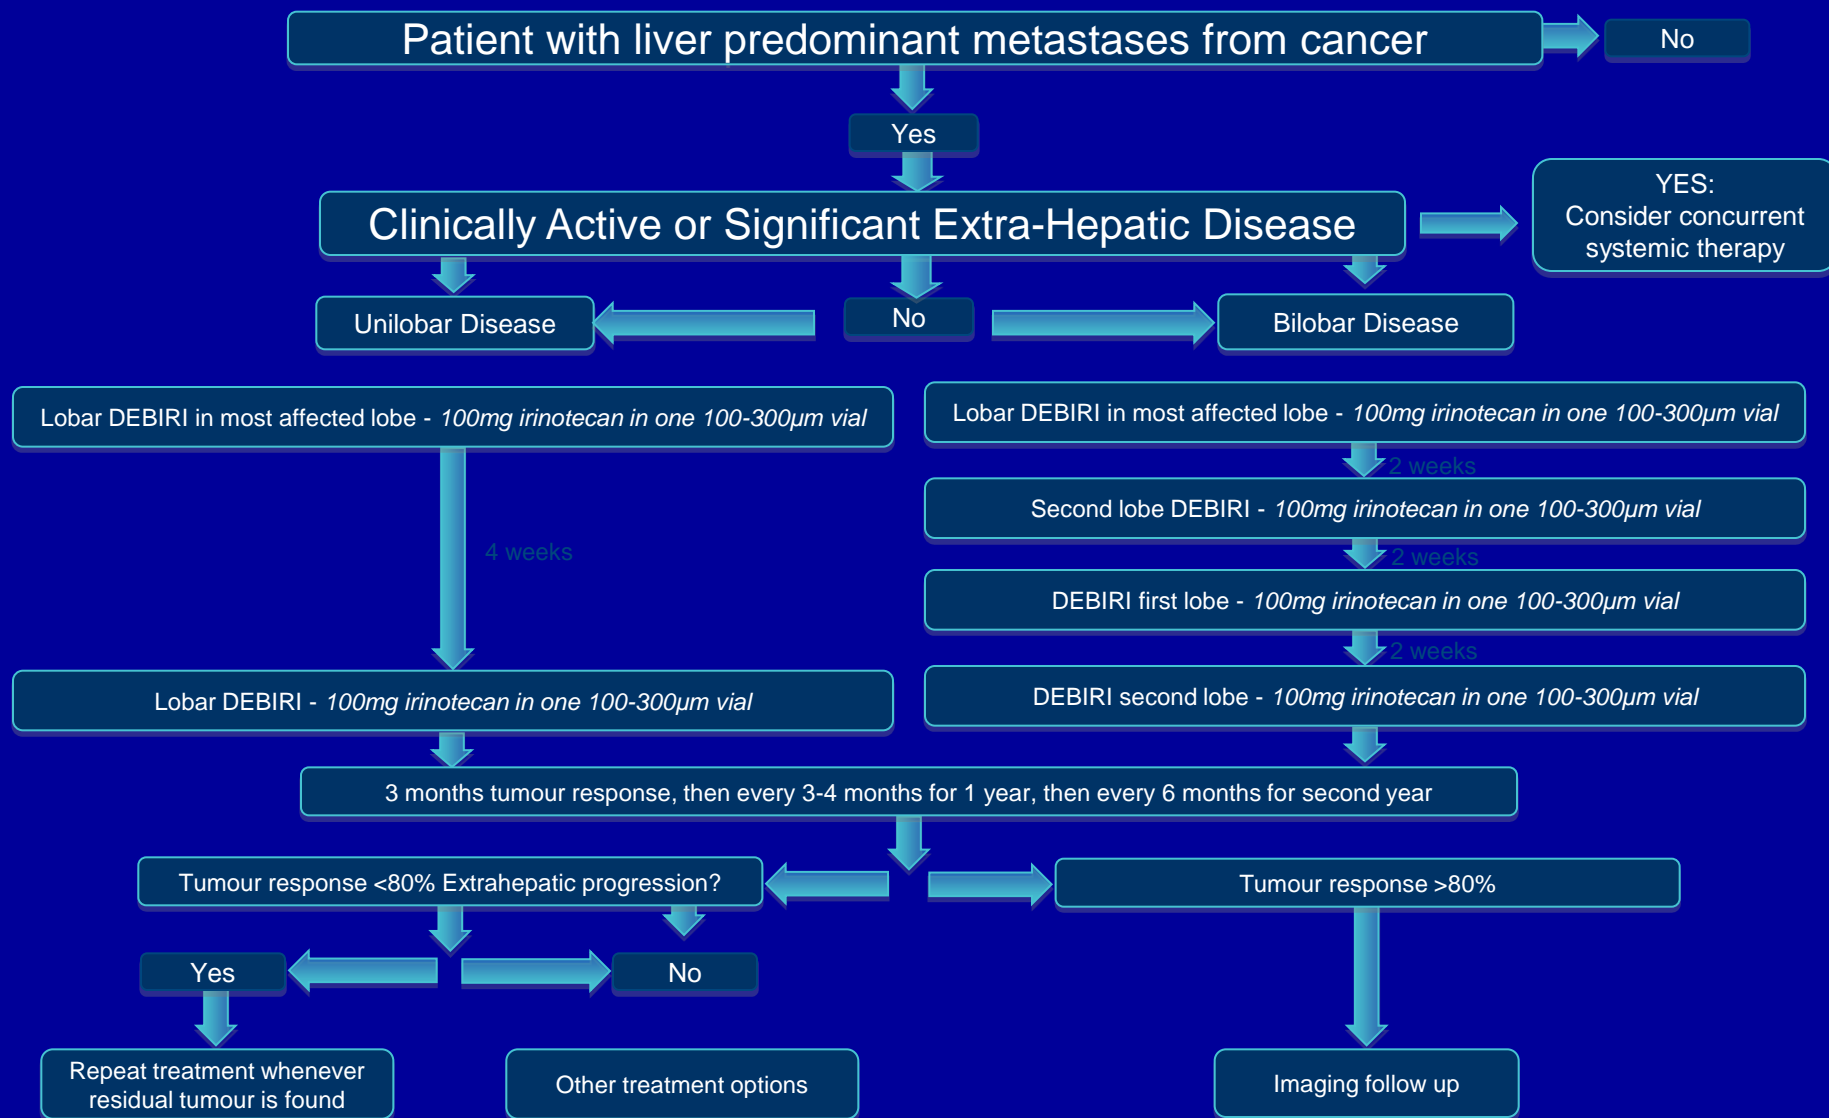 Patient with liver predominant metastases from cancer
No
Yes
Clinically Active or Significant Extra-Hepatic Disease
YES:
Consider concurrent
systemic therapy
Unilobar Disease
No
Bilobar Disease
Lobar DEBIRI in most affected lobe - 100mg irinotecan in one 100-300µm vial
4 weeks
Lobar DEBIRI - 100mg irinotecan in one 100-300µm vial
Lobar DEBIRI in most affected lobe - 100mg irinotecan in one 100-300µm vial
2 weeks
Second lobe DEBIRI - 100mg irinotecan in one 100-300µm vial
2 weeks
DEBIRI first lobe - 100mg irinotecan in one 100-300µm vial
2 weeks
DEBIRI second lobe - 100mg irinotecan in one 100-300µm vial
3 months tumour response, then every 3-4 months for 1 year, then every 6 months for second year
Tumour response <80% Extrahepatic progression?
Tumour response >80%
Yes
No
Repeat treatment whenever
residual tumour is found
Other treatment options
Imaging follow up